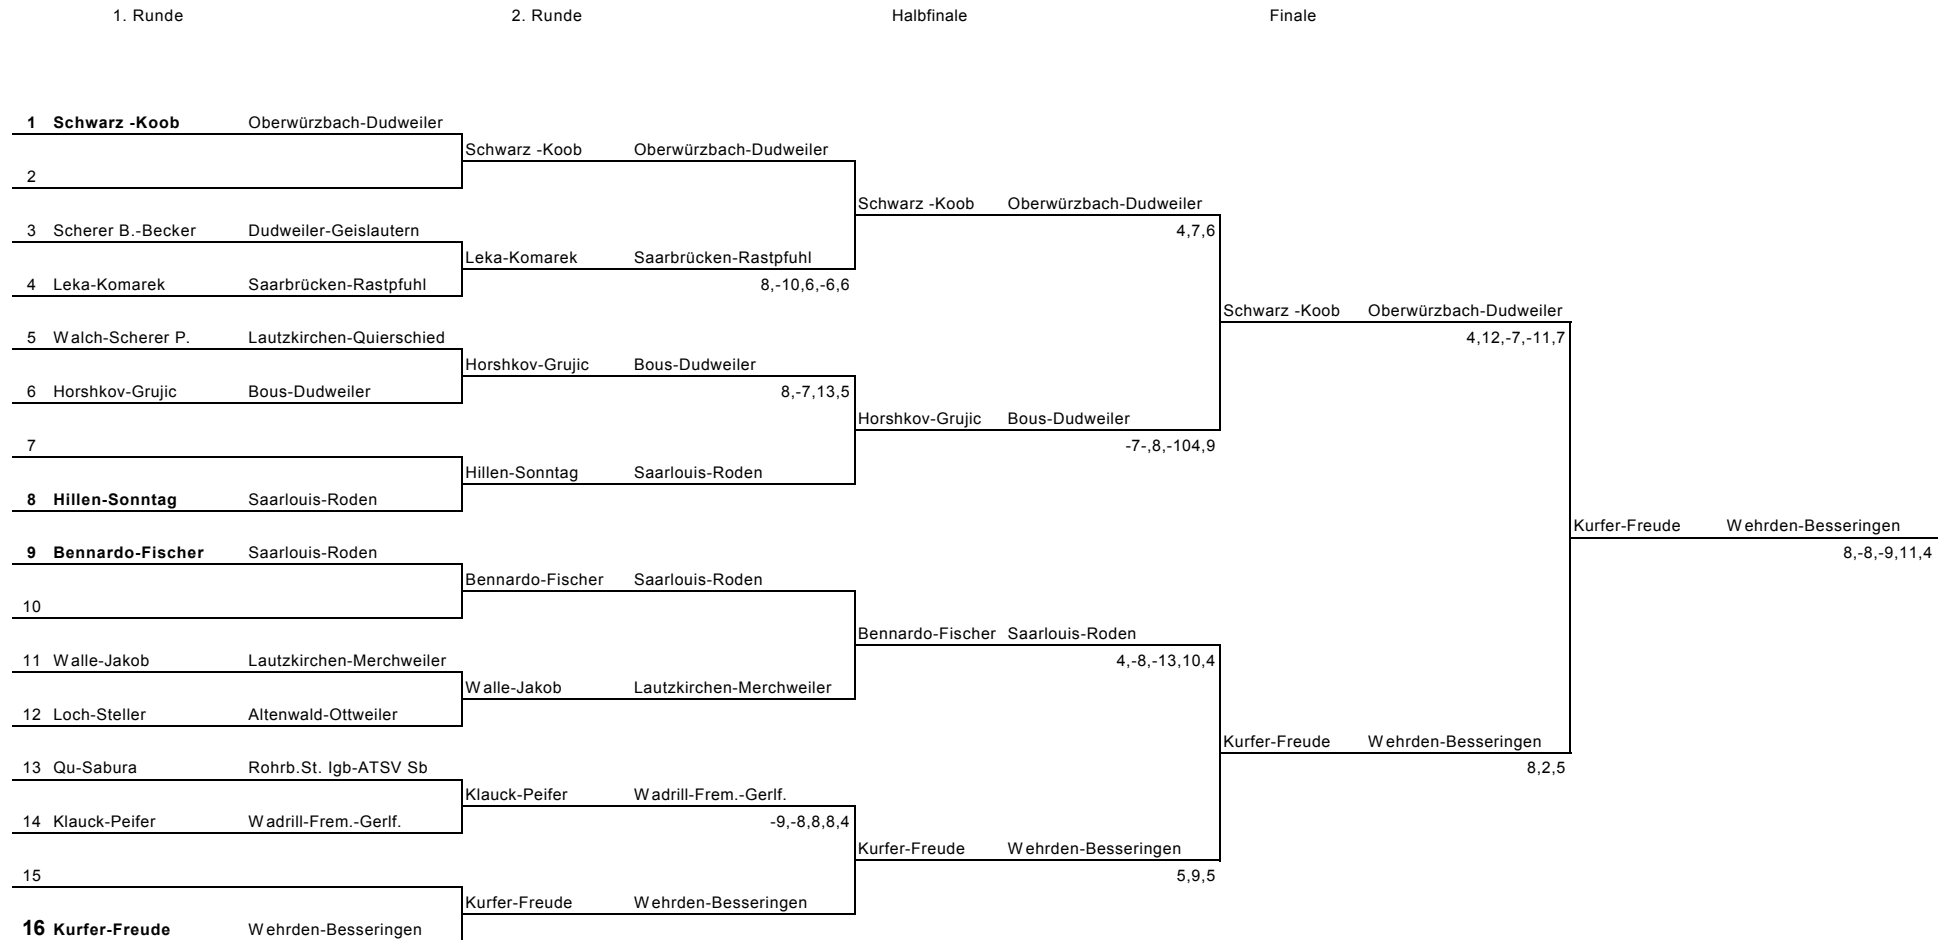 1. Runde 2. Runde Halbfinale Finale
1 Schwarz -Koob Oberwürzbach-Dudweiler
Schwarz -Koob Oberwürzbach-Dudweiler
2
Schwarz -Koob Oberwürzbach-Dudweiler
3 Scherer B.-Becker Dudweiler-Geislautern 4,7,6
Leka-Komarek Saarbrücken-Rastpfuhl
4 Leka-Komarek Saarbrücken-Rastpfuhl 8,-10,6,-6,6
Schwarz -Koob Oberwürzbach-Dudweiler
5 Walch-Scherer P. Lautzkirchen-Quierschied 4,12,-7,-11,7
Horshkov-Grujic Bous-Dudweiler
6 Horshkov-Grujic Bous-Dudweiler 8,-7,13,5
Horshkov-Grujic Bous-Dudweiler
7 -7-,8,-104,9
Hillen-Sonntag Saarlouis-Roden
8 Hillen-Sonntag Saarlouis-Roden
Kurfer-Freude Wehrden-Besseringen
9 Bennardo-Fischer Saarlouis-Roden 8,-8,-9,11,4
Bennardo-Fischer Saarlouis-Roden
10
Bennardo-Fischer Saarlouis-Roden
11 Walle-Jakob Lautzkirchen-Merchweiler 4,-8,-13,10,4
Walle-Jakob Lautzkirchen-Merchweiler
12 Loch-Steller Altenwald-Ottweiler
Kurfer-Freude Wehrden-Besseringen
13 Qu-Sabura Rohrb.St. Igb-ATSV Sb 8,2,5
Klauck-Peifer Wadrill-Frem.-Gerlf.
14 Klauck-Peifer Wadrill-Frem.-Gerlf. -9,-8,8,8,4
Kurfer-Freude Wehrden-Besseringen
15 5,9,5
Kurfer-Freude Wehrden-Besseringen
16 Kurfer-Freude Wehrden-Besseringen